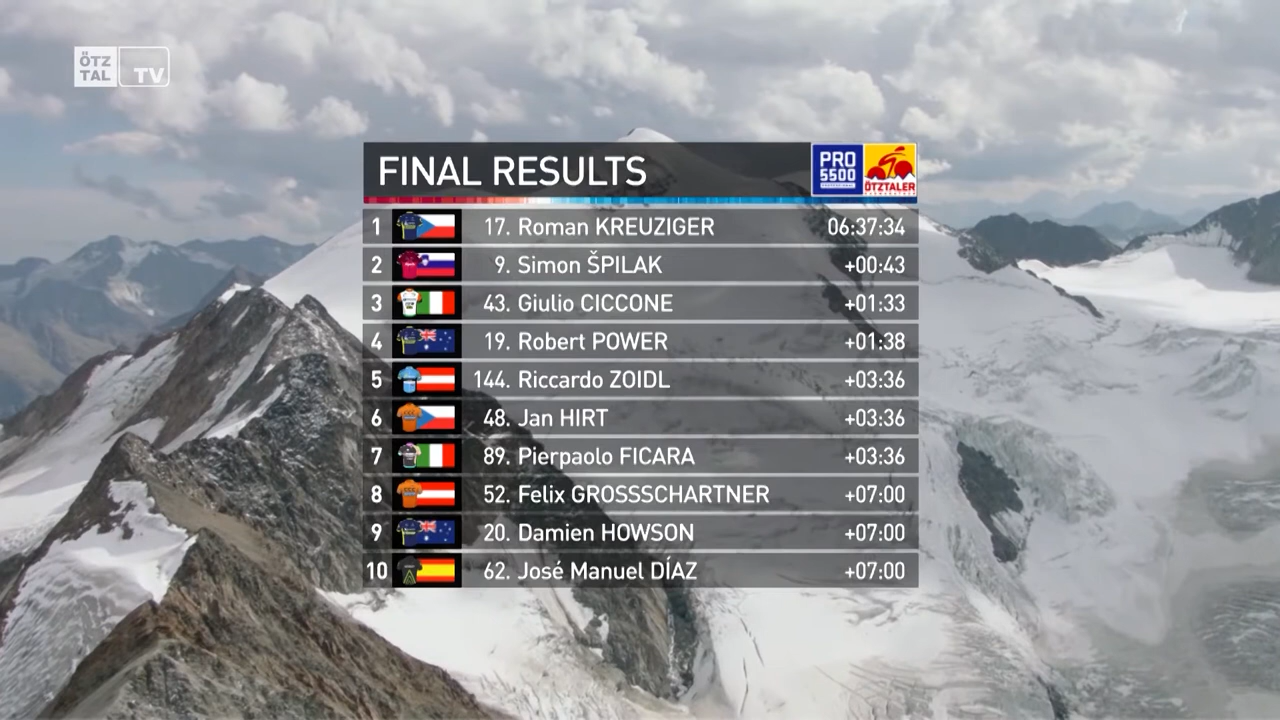 ÖTZ
TAL TV
FINAL RESULTS
PRO
5500
ÖTZTALER
1 17. Roman KREUZIGER 06:37:34
2 9. Simon ŠPILAK +00:43
3 43. Giulio CICCONE +01:33
4 19. Robert POWER +01:38
5 144. Riccardo ZOIDL +03:36
6 48. Jan HIRT +03:36
7 89. Pierpaolo FICARA +03:36
8 52. Felix GROSSSCHARTNER +07:00
9 20. Damien HOWSON +07:00
10 62. José Manuel DÍAZ +07:00